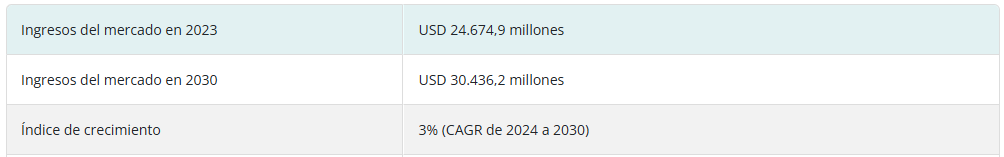 Ingresos del mercado en 2023 USD 24.674,9 millones
Ingresos del mercado en 2030 USD 30.436,2 millones
Índice de crecimiento 3% (CAGR de 2024 a 2030)